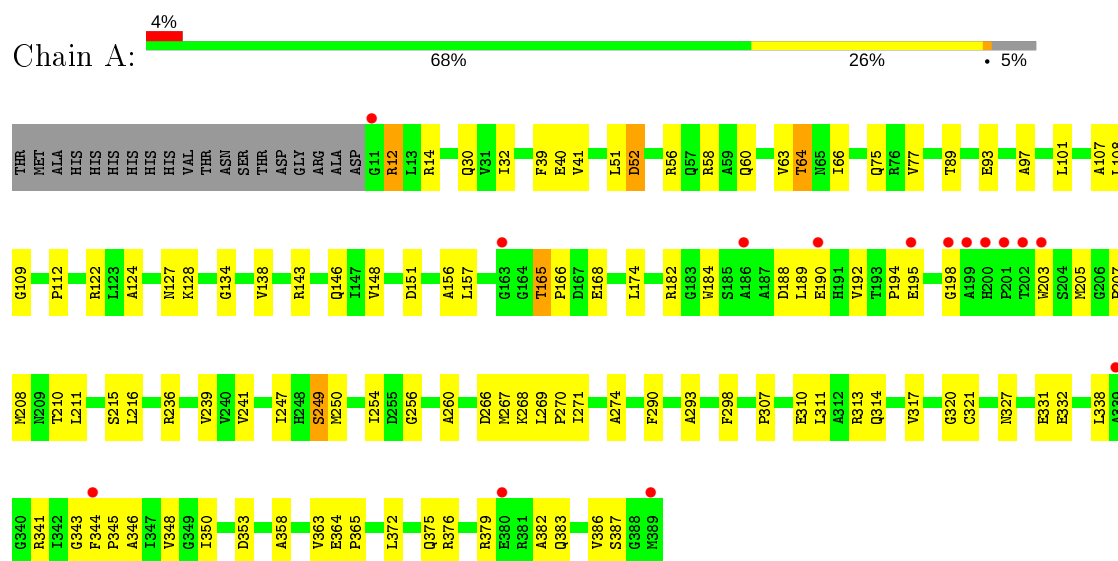 4%
Chain A:
68% 26% • 5%
THR MET ALA HIS HIS HIS HIS HIS HIS VAL THR ASN SER THR ASP GLY ARG ALA ASP G11 R12 L13 R14 Q30 V31 I32 F39 E40 V41 L51 D52 R56 Q57 R58 A59 Q60 V63 T64 N65 I66 Q75 R76 V77 T89 E93 A97 L101 A107 L108
G109 P112 R122 L123 A124 N127 K128 G134 V138 R143 Q146 I147 V148 D151 A156 L157 G163 G164 T165 P166 D167 E168 L174 R182 G183 W184 S185 A186 A187 D188 L189 E190 H191 V192 T193 P194 E195 G198 A199 H200 P201 T202 W203 S204 M205 G206
M208 N209 T210 L211 S215 L216 R236 V239 V240 V241 I247 H248 S249 M250 I254 D255 G256 A260 D266 M267 K268 L269 P270 I271 A274 F290 A293 F298 P307 E310 L311 A312 R313 Q314 V317 G320 C321 N327 E331 E332 L338 A339
G340 R341 I342 G343 F344 P345 A346 I347 V348 G349 I350 D353 A358 V363 E364 P365 L372 Q375 R376 R379 E380 R381 A382 Q383 V386 S387 G388 M389